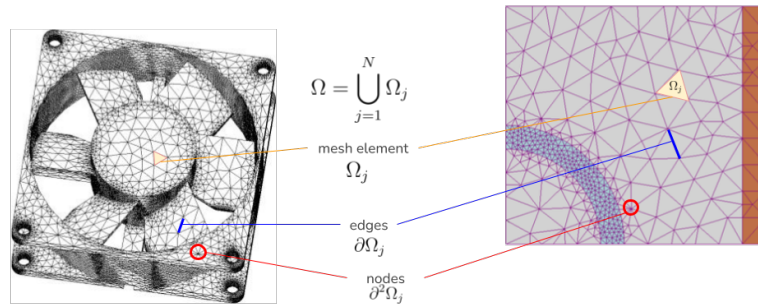 Ω = ⋃_{j=1}^{N} Ω_j
Ω_j
mesh element
Ω_j
edges
∂Ω_j
nodes
∂²Ω_j